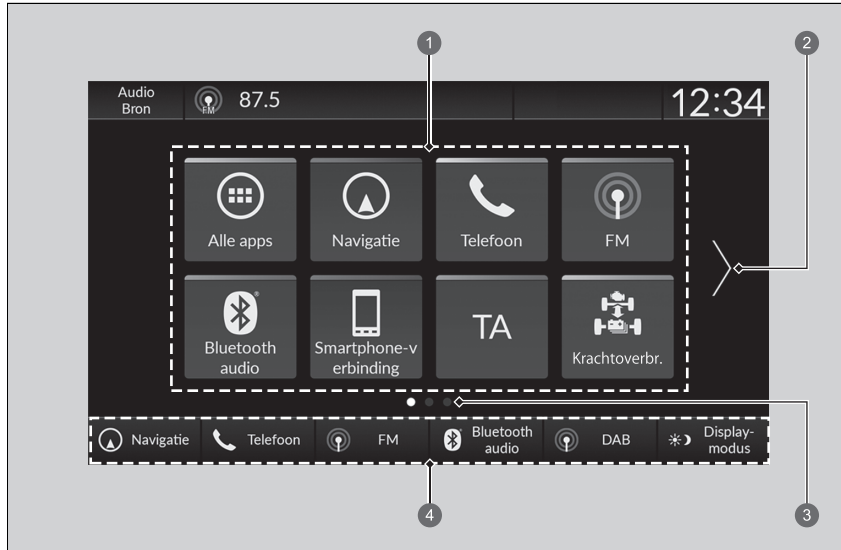 1
2
Audio
Bron
FM
87.5
12:34
Alle apps
Navigatie
Telefoon
FM
Bluetooth
audio
Smartphone-v
erbinding
TA
Krachtoverbr.
Navigatie
Telefoon
FM
Bluetooth
audio
DAB
Display-
modus
4
3